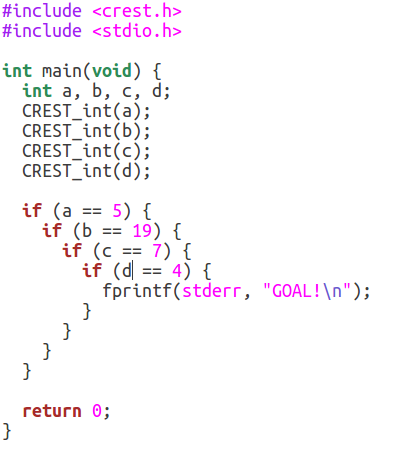 #include <crest.h>
#include <stdio.h>

int main(void) {
  int a, b, c, d;
  CREST_int(a);
  CREST_int(b);
  CREST_int(c);
  CREST_int(d);

  if (a == 5) {
    if (b == 19) {
      if (c == 7) {
        if (d == 4) {
          fprintf(stderr, "GOAL!\n");
        }
      }
    }
  }

  return 0;
}